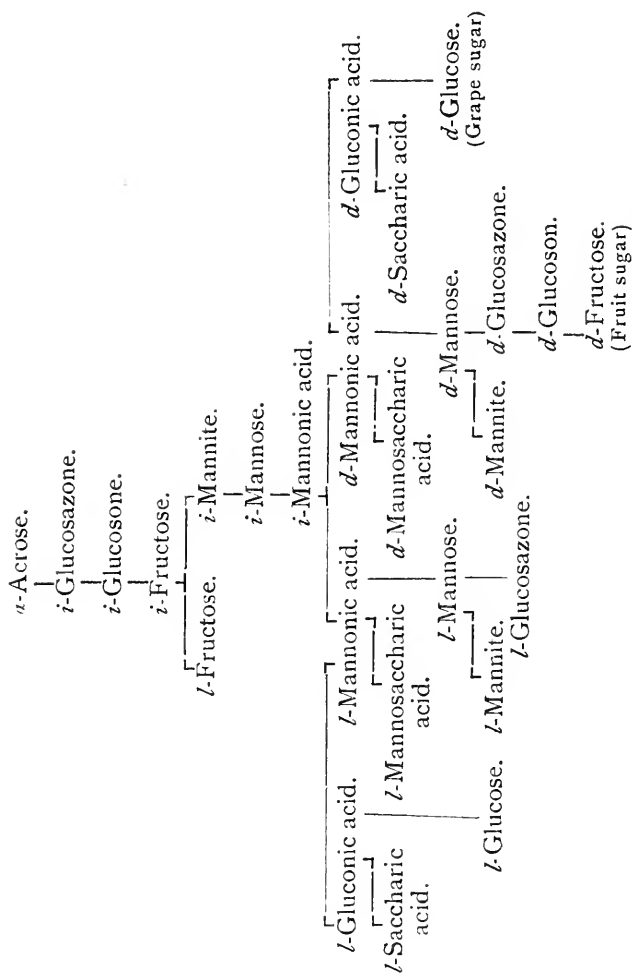 α-Acrose.
i-Glucosazone.
i-Glucosone.
i-Fructose.
l-Fructose.
i-Mannite.
i-Mannose.
i-Mannonic acid.
l-Gluconic acid.
l-Mannonic acid.
d-Mannonic acid.
d-Gluconic acid.
l-Saccharic
acid.
l-Mannosaccharic
acid.
d-Mannosaccharic
acid.
d-Saccharic acid.
l-Glucose.
l-Mannose.
l-Mannite.
l-Glucosazone.
d-Mannose.
d-Mannite.
d-Glucosazone.
d-Glucoson.
d-Fructose.
(Fruit sugar)
d-Glucose.
(Grape sugar)